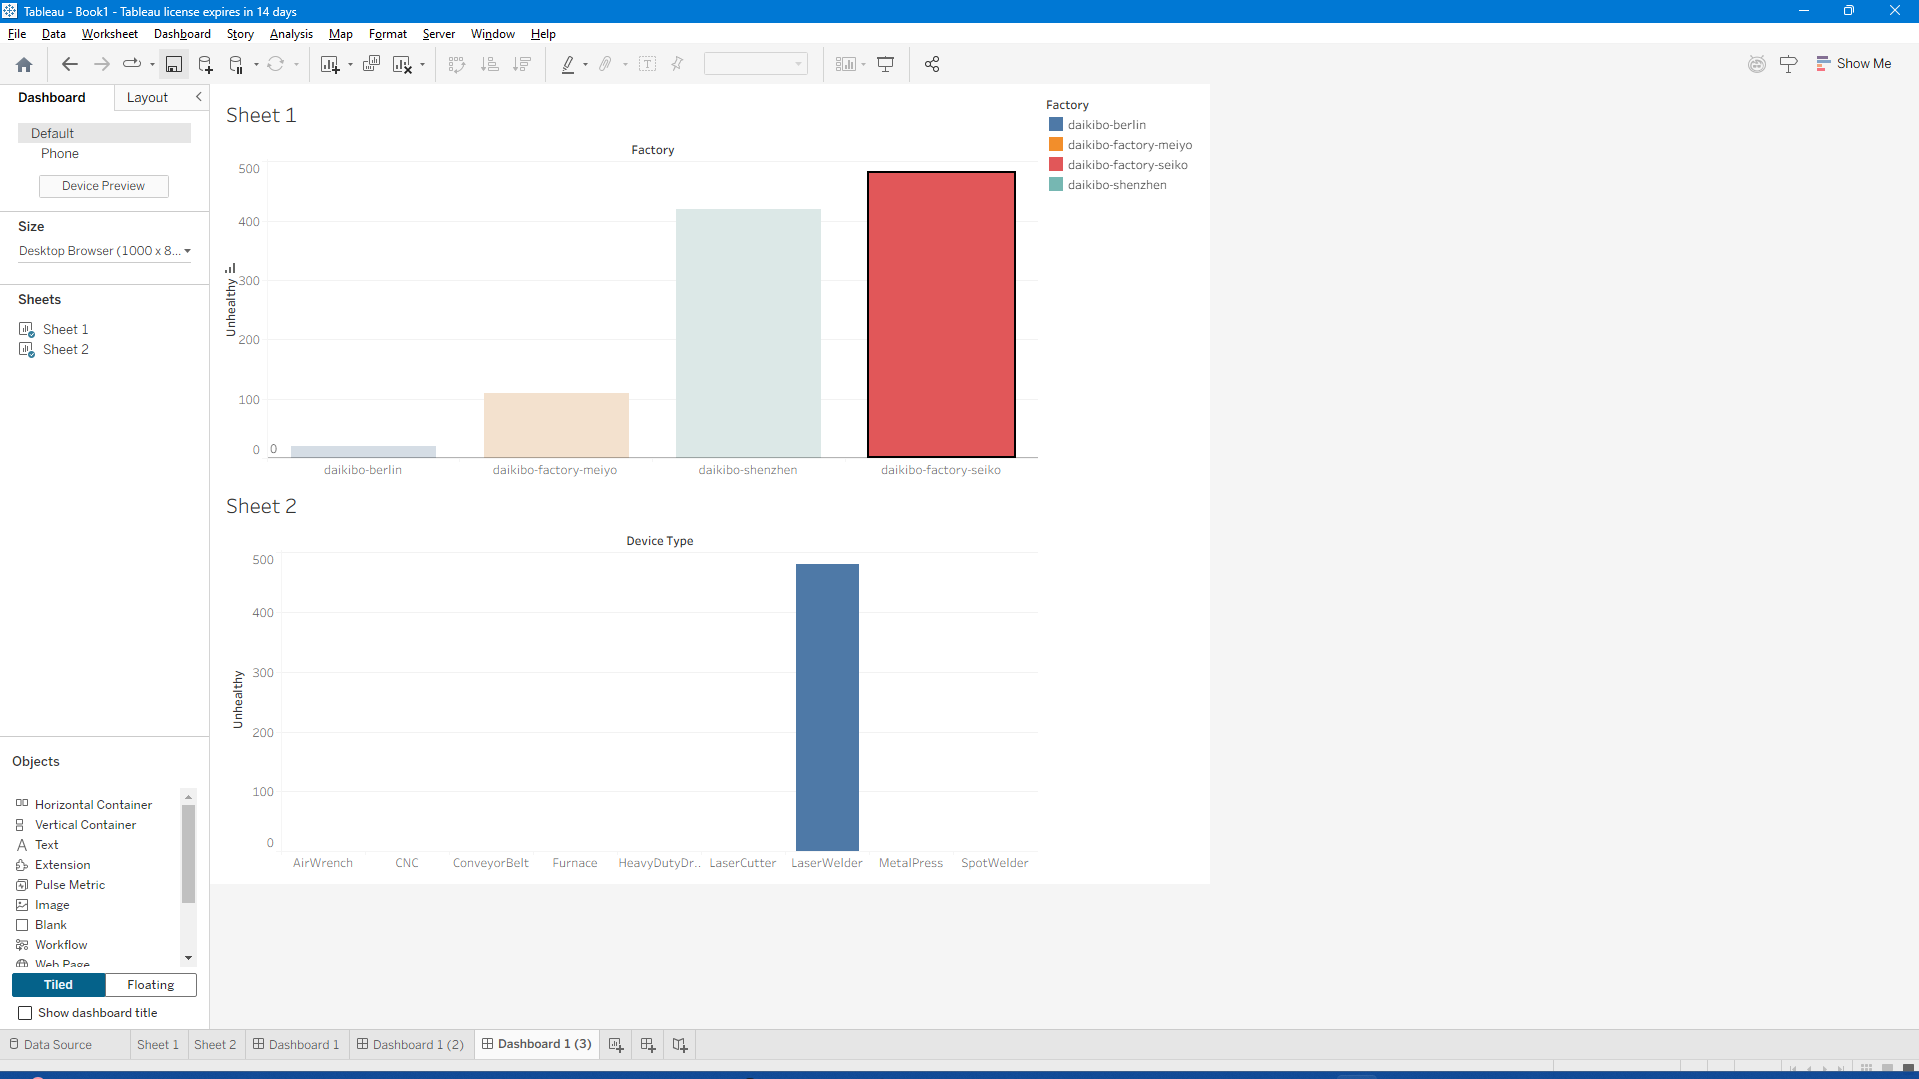 Tableau - Book1 - Tableau license expires in 14 days
File Data Worksheet Dashboard Story Analysis Map Format Server Window Help
Show Me
Dashboard Layout
Default
Phone
Device Preview
Size
Desktop Browser (1000 x 8...
Sheets
Sheet 1
Sheet 2
Objects
Horizontal Container
Vertical Container
Text
Extension
Pulse Metric
Image
Blank
Workflow
Web Page
Tiled Floating
Show dashboard title
Sheet 1
Factory
500
400
300
200
100
0 0
Unhealthy
daikibo-berlin daikibo-factory-meiyo daikibo-shenzhen daikibo-factory-seiko
Factory
daikibo-berlin
daikibo-factory-meiyo
daikibo-factory-seiko
daikibo-shenzhen
Sheet 2
Device Type
500
400
300
200
100
0
Unhealthy
AirWrench CNC ConveyorBelt Furnace HeavyDutyDr.. LaserCutter LaserWelder MetalPress SpotWelder
Data Source Sheet 1 Sheet 2 Dashboard 1 Dashboard 1 (2) Dashboard 1 (3)